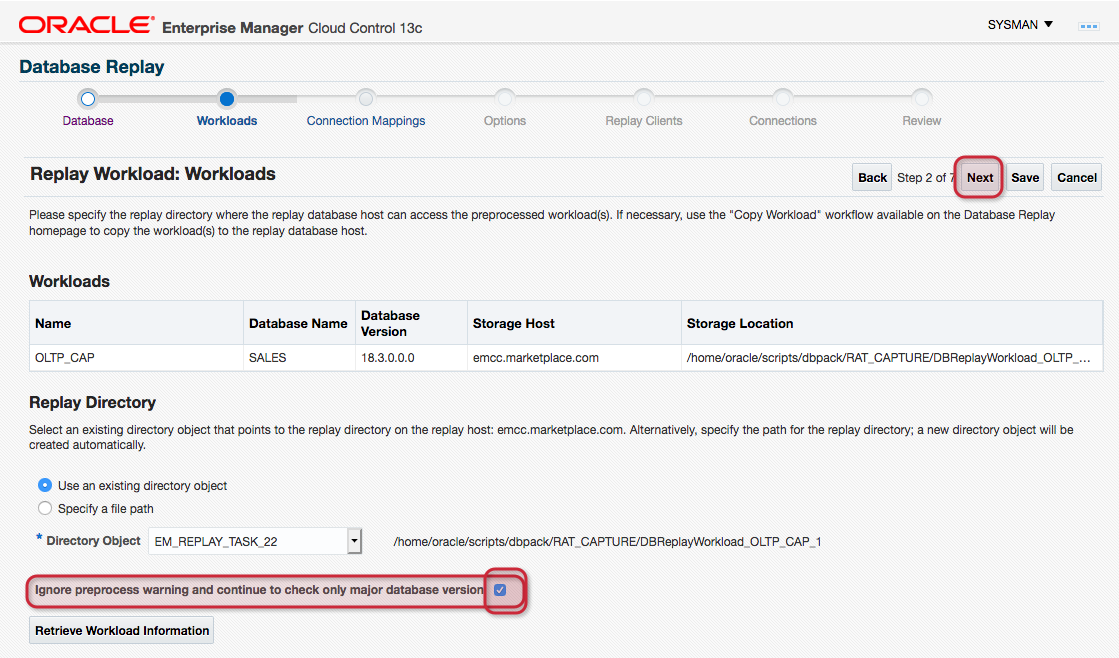 ORACLE Enterprise Manager Cloud Control 13c
SYSMAN
Database Replay
Database
Workloads
Connection Mappings
Options
Replay Clients
Connections
Review
Replay Workload: Workloads
Back Step 2 of 7 Next Save Cancel
Please specify the replay directory where the replay database host can access the preprocessed workload(s). If necessary, use the "Copy Workload" workflow available on the Database Replay
homepage to copy the workload(s) to the replay database host.
Workloads
Name
Database Name
Database
Version
Storage Host
Storage Location
OLTP_CAP
SALES
18.3.0.0.0
emcc.marketplace.com
/home/oracle/scripts/dbpack/RAT_CAPTURE/DBReplayWorkload_OLTP_...
Replay Directory
Select an existing directory object that points to the replay directory on the replay host: emcc.marketplace.com. Alternatively, specify the path for the replay directory; a new directory object will be
created automatically.
Use an existing directory object
Specify a file path
* Directory Object EM_REPLAY_TASK_22 /home/oracle/scripts/dbpack/RAT_CAPTURE/DBReplayWorkload_OLTP_CAP_1
Ignore preprocess warning and continue to check only major database version
Retrieve Workload Information